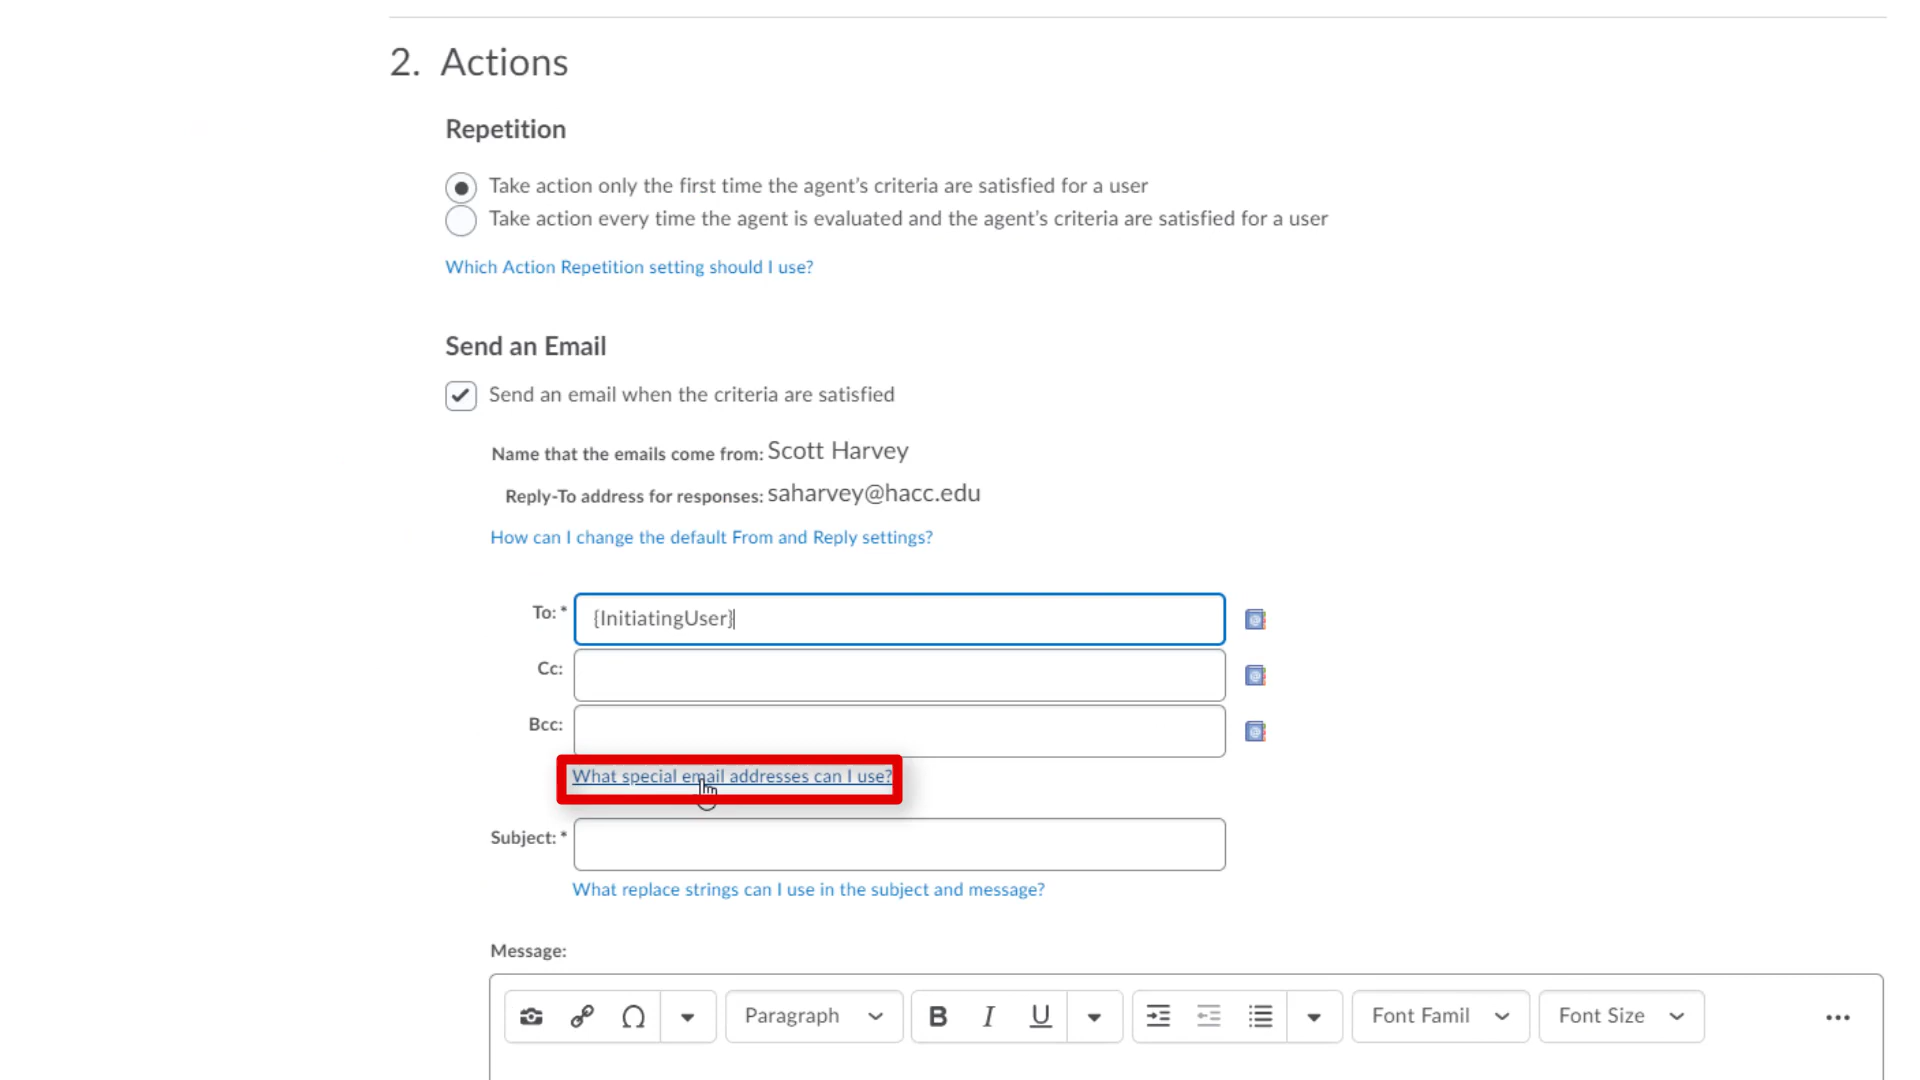 2. Actions
Repetition
Take action only the first time the agent's criteria are satisfied for a user
Take action every time the agent is evaluated and the agent's criteria are satisfied for a user
Which Action Repetition setting should I use?
Send an Email
Send an email when the criteria are satisfied
Name that the emails come from: Scott Harvey
Reply-To address for responses: saharvey@hacc.edu
How can I change the default From and Reply settings?
To: * {InitiatingUser}
Cc:
Bcc:
What special email addresses can I use?
Subject: *
What replace strings can I use in the subject and message?
Message:
Paragraph B I U Font Famil Font Size